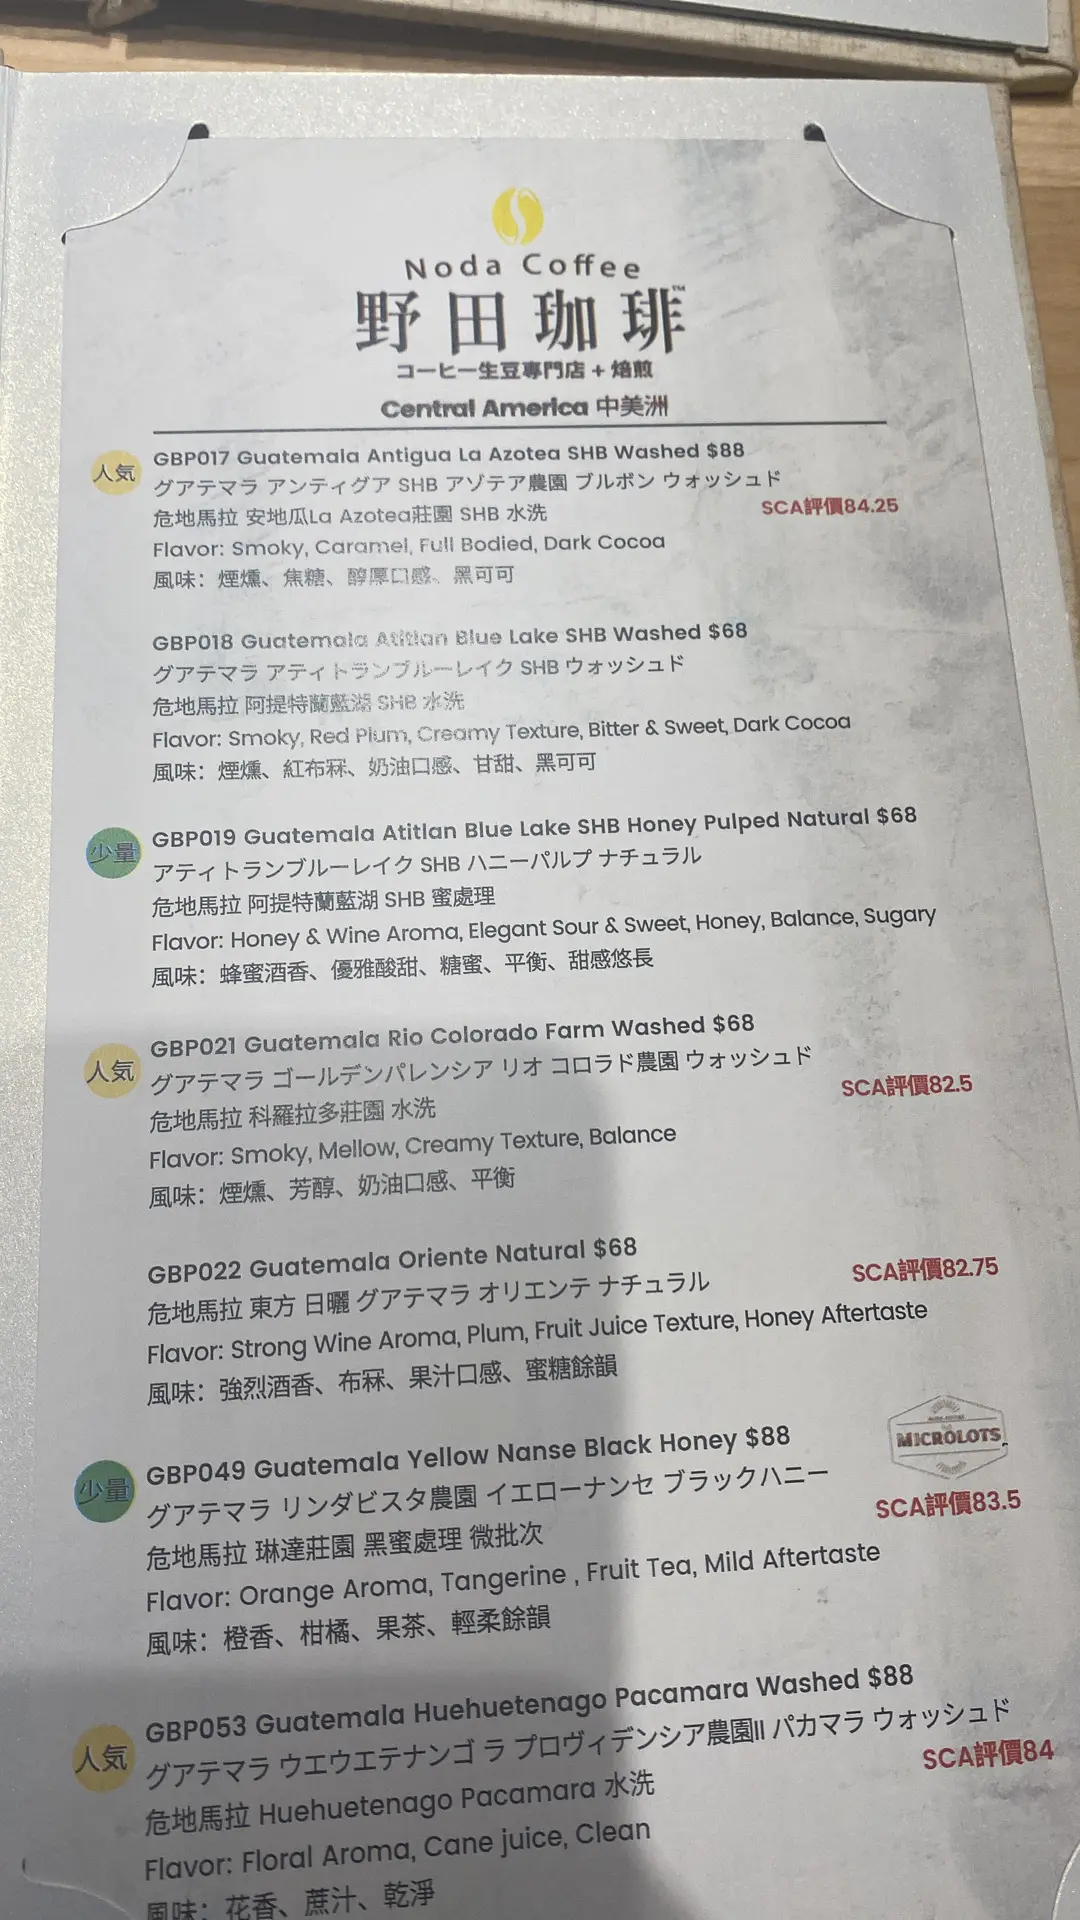 Noda Coffee
野田珈琲™
コーヒー生豆專門店 + 焙煎
Central America 中美洲
人気
GBP017 Guatemala Antigua La Azotea SHB Washed $88
グアテマラ アンティグア SHB アゾテア農園 ブルボン ウォッシュド
危地馬拉 安地瓜La Azotea莊園 SHB 水洗
SCA評價84.25
Flavor: Smoky, Caramel, Full Bodied, Dark Cocoa
風味：煙燻、焦糖、醇厚口感、黑可可
GBP018 Guatemala Atitlan Blue Lake SHB Washed $68
グアテマラ アティトランブルーレイク SHB ウォッシュド
危地馬拉 阿提特蘭藍湖 SHB 水洗
Flavor: Smoky, Red Plum, Creamy Texture, Bitter & Sweet, Dark Cocoa
風味：煙燻、紅布冧、奶油口感、甘甜、黑可可
少量
GBP019 Guatemala Atitlan Blue Lake SHB Honey Pulped Natural $68
アティトランブルーレイク SHB ハニーパルプ ナチュラル
危地馬拉 阿提特蘭藍湖 SHB 蜜處理
Flavor: Honey & Wine Aroma, Elegant Sour & Sweet, Honey, Balance, Sugary
風味：蜂蜜酒香、優雅酸甜、糖蜜、平衡、甜感悠長
人気
GBP021 Guatemala Rio Colorado Farm Washed $68
グアテマラ ゴールデンパレンシア リオ コロラド農園 ウォッシュド
危地馬拉 科羅拉多莊園 水洗
SCA評價82.5
Flavor: Smoky, Mellow, Creamy Texture, Balance
風味：煙燻、芳醇、奶油口感、平衡
GBP022 Guatemala Oriente Natural $68
危地馬拉 東方 日曬 グアテマラ オリエンテ ナチュラル
SCA評價82.75
Flavor: Strong Wine Aroma, Plum, Fruit Juice Texture, Honey Aftertaste
風味：強烈酒香、布冧、果汁口感、蜜糖餘韻
MICROLOTS
少量
GBP049 Guatemala Yellow Nanse Black Honey $88
グアテマラ リンダビスタ農園 イエローナンセ ブラックハニー
SCA評價83.5
危地馬拉 琳達莊園 黑蜜處理 微批次
Flavor: Orange Aroma, Tangerine , Fruit Tea, Mild Aftertaste
風味：橙香、柑橘、果茶、輕柔餘韻
人気
GBP053 Guatemala Huehuetenago Pacamara Washed $88
グアテマラ ウエウエテナンゴ ラ プロヴィデンシア農園II パカマラ ウォッシュド
SCA評價84
危地馬拉 Huehuetenago Pacamara 水洗
Flavor: Floral Aroma, Cane juice, Clean
風味：花香、蔗汁、乾淨